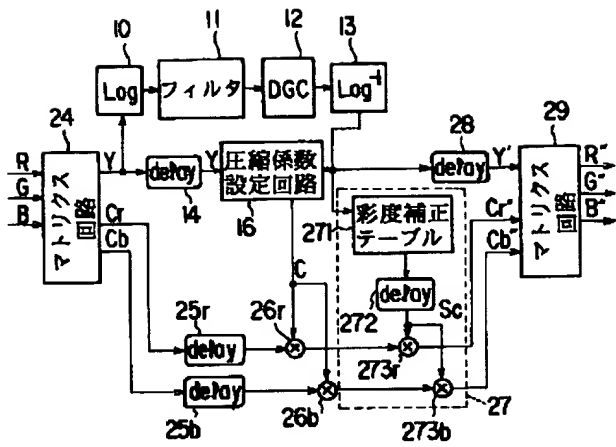 10
11
12
13
Log
フィルタ
DGC
Log⁻¹
24
28
29
R
G
B
マトリクス
回路
Y
delay
14
Y
圧縮係数
設定回路
16
delay
Y'
マトリクス
回路
R"
G"
B"
Cr
Cb
271
彩度補正
テーブル
Cr"
Cb"
C
delay
272
Sc
25r
delay
26r
273r
25b
delay
26b
273b
27